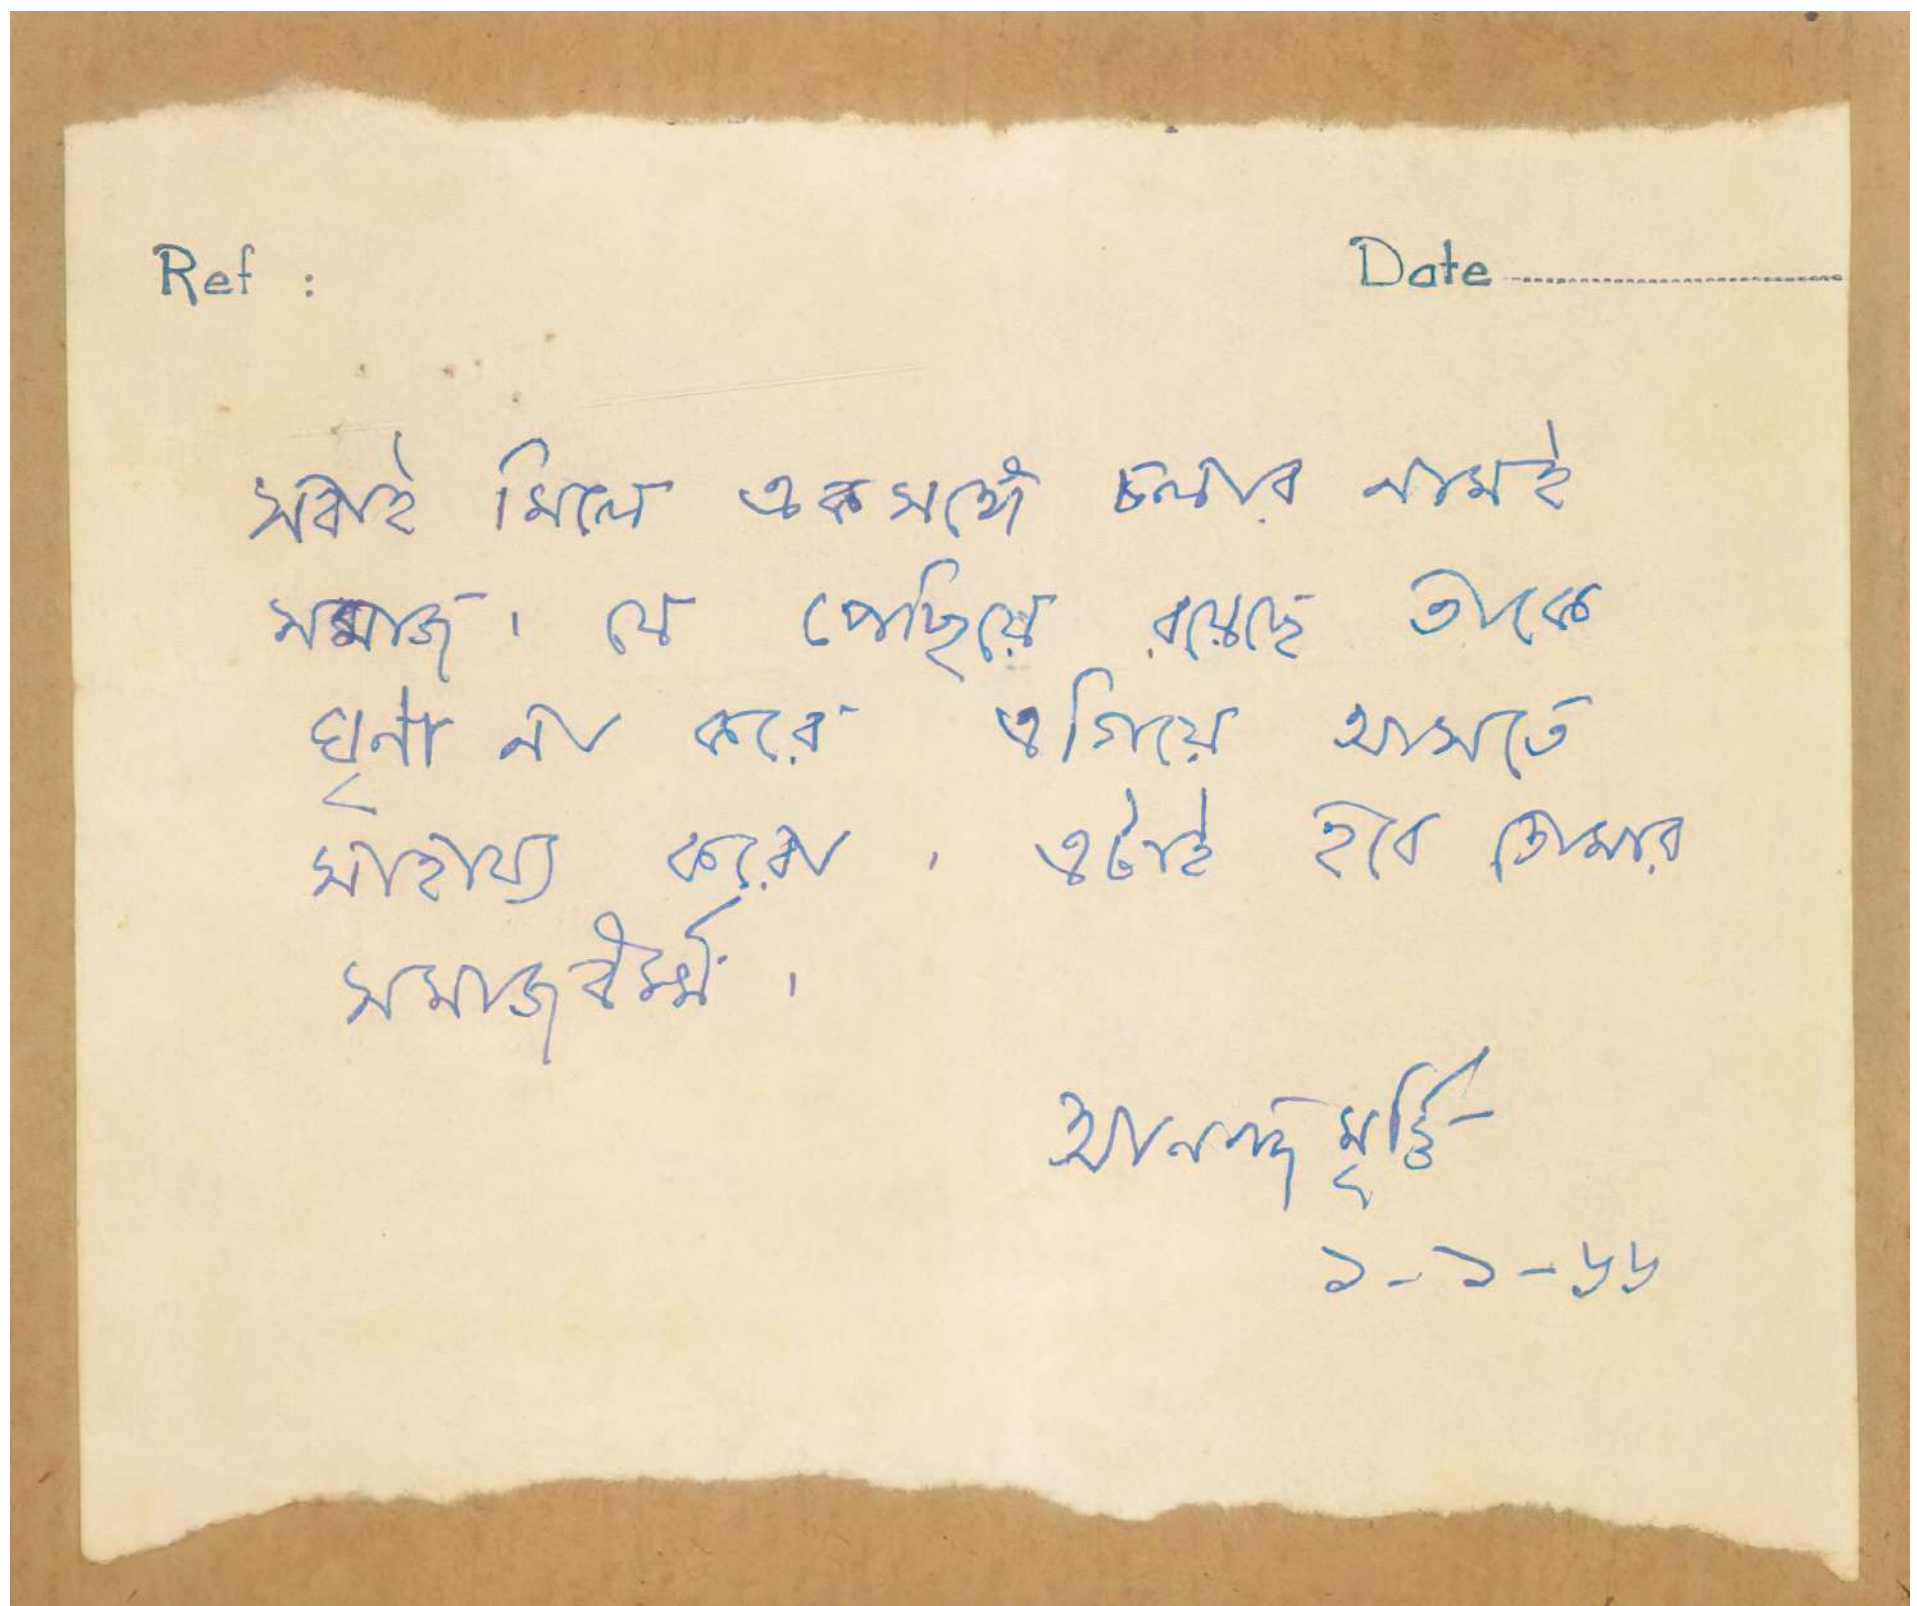 Ref :
Date
সবাই মিলে একসঙ্গে চলার নামই
সমাজ। যে পেছিয়ে রয়েছে তাকে
ঘৃণা না করে এগিয়ে আসতে
সাহায্য করো। এটাই হবে তোমার
সমাজধর্ম্ম।
আনন্দমূর্ত্তি
১-১-৬৬